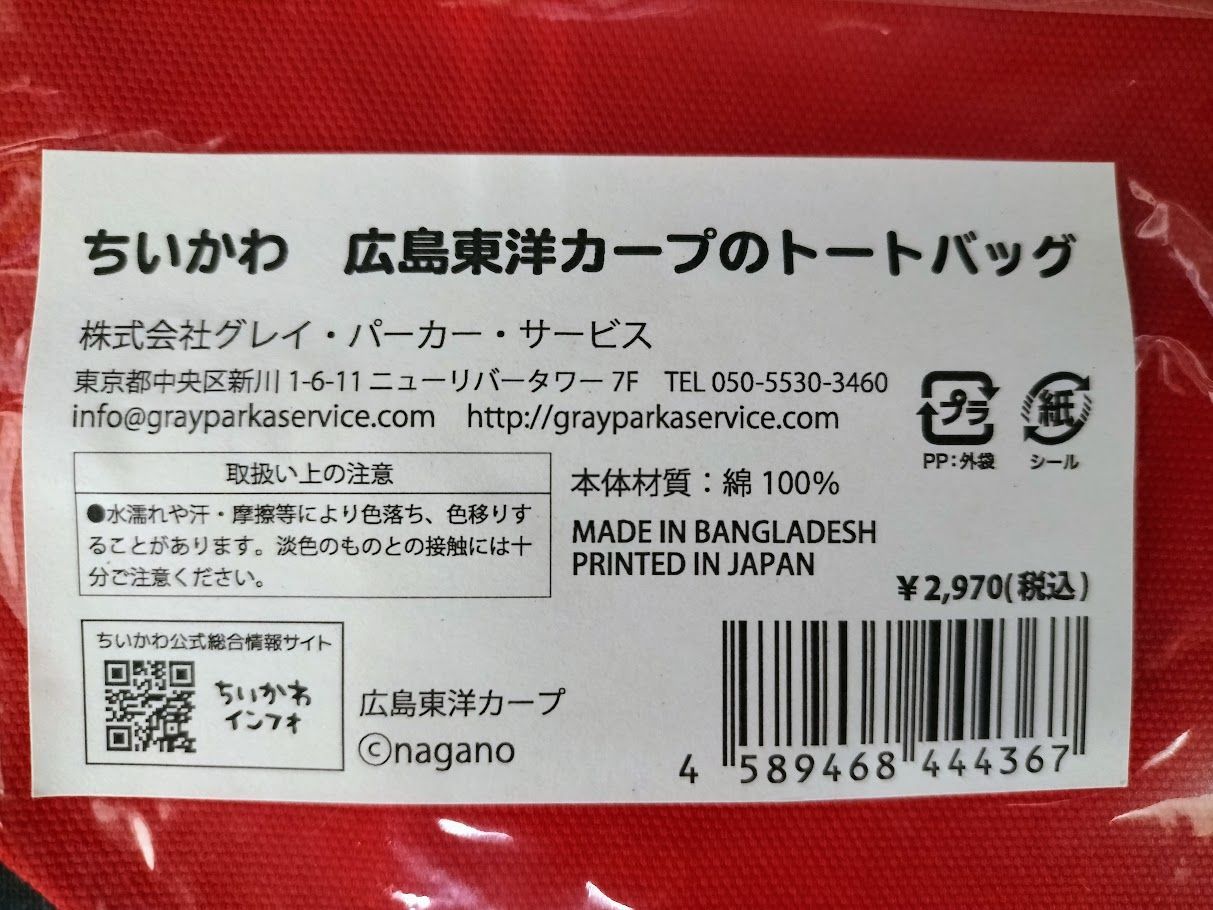 ちいかわ　広島東洋カープのトートバッグ
株式会社グレイ・パーカー・サービス
東京都中央区新川 1-6-11 ニューリバータワー 7F　TEL 050-5530-3460
info@grayparkaservice.com　http://grayparkaservice.com
プラ
PP：外袋
紙
シール
取扱い上の注意
●水濡れや汗・摩擦等により色落ち、色移りす
ることがあります。淡色のものとの接触には十
分ご注意ください。
本体材質：綿 100%
MADE IN BANGLADESH
PRINTED IN JAPAN
¥2,970(税込)
ちいかわ公式総合情報サイト
ちいかわ
インフォ
広島東洋カープ
©nagano
4 589468 444367